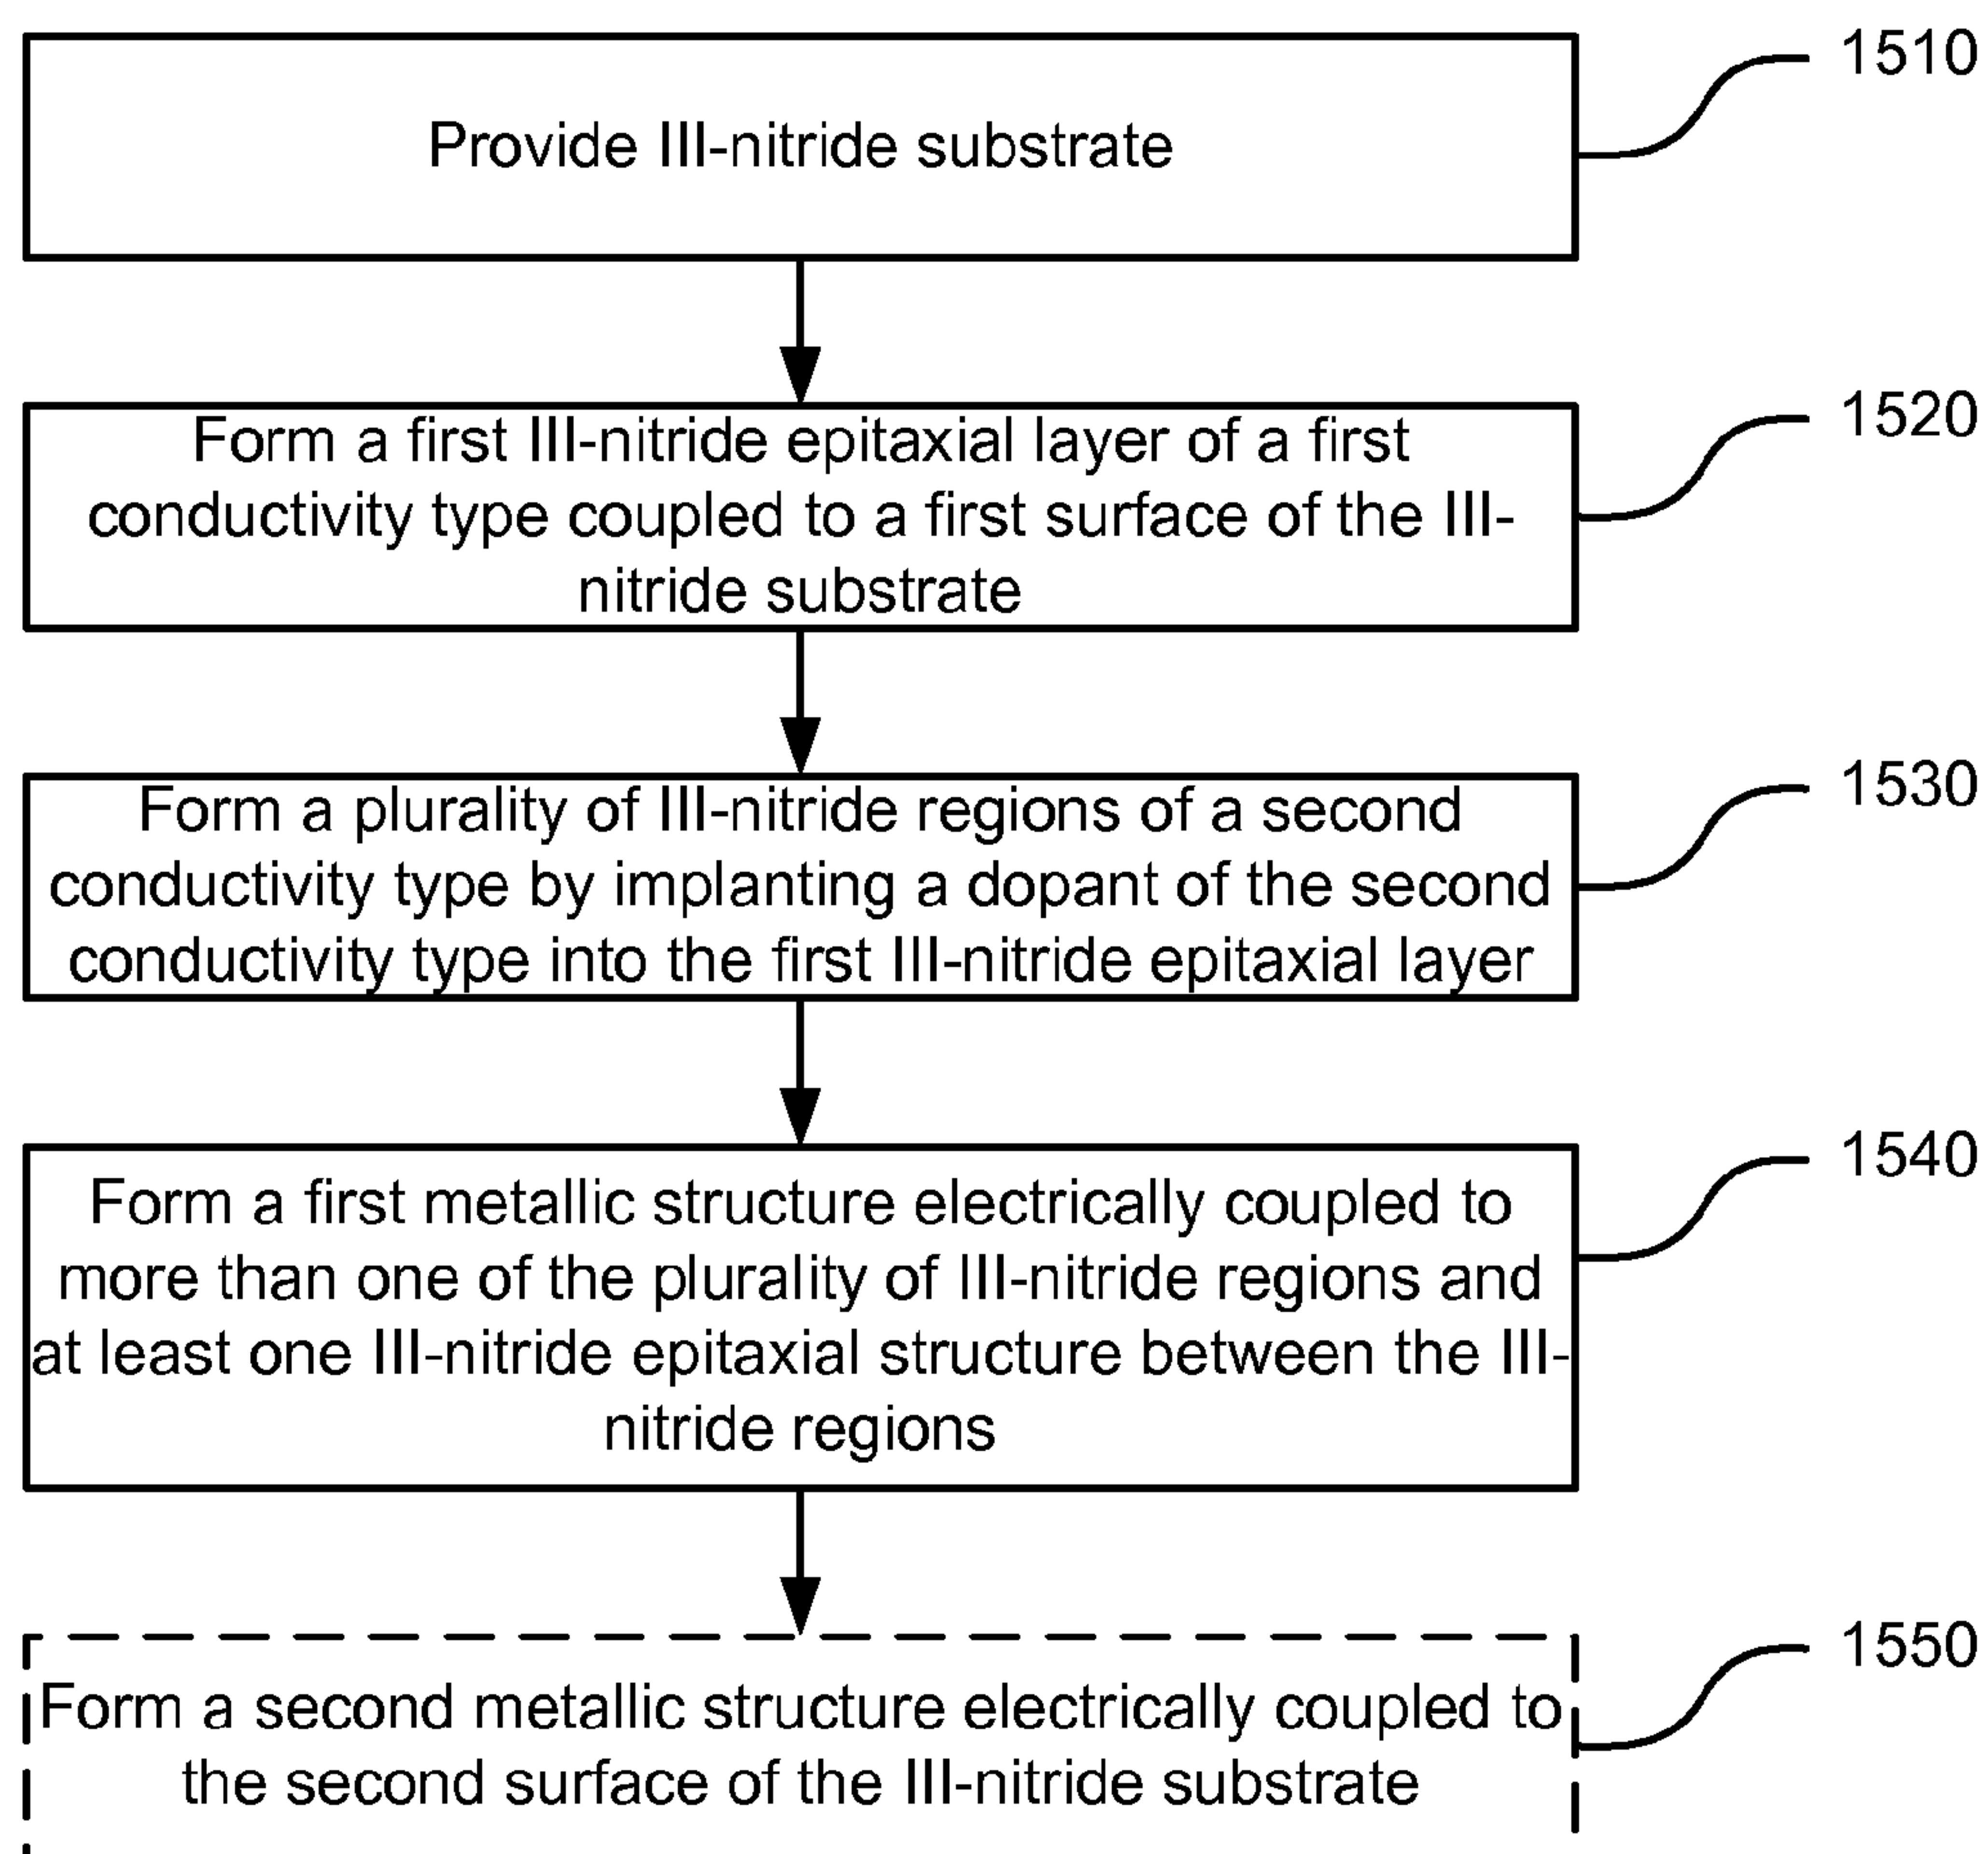 1510
Provide III-nitride substrate
1520
Form a first III-nitride epitaxial layer of a first
conductivity type coupled to a first surface of the III-
nitride substrate
1530
Form a plurality of III-nitride regions of a second
conductivity type by implanting a dopant of the second
conductivity type into the first III-nitride epitaxial layer
1540
Form a first metallic structure electrically coupled to
more than one of the plurality of III-nitride regions and
at least one III-nitride epitaxial structure between the III-
nitride regions
1550
Form a second metallic structure electrically coupled to
the second surface of the III-nitride substrate